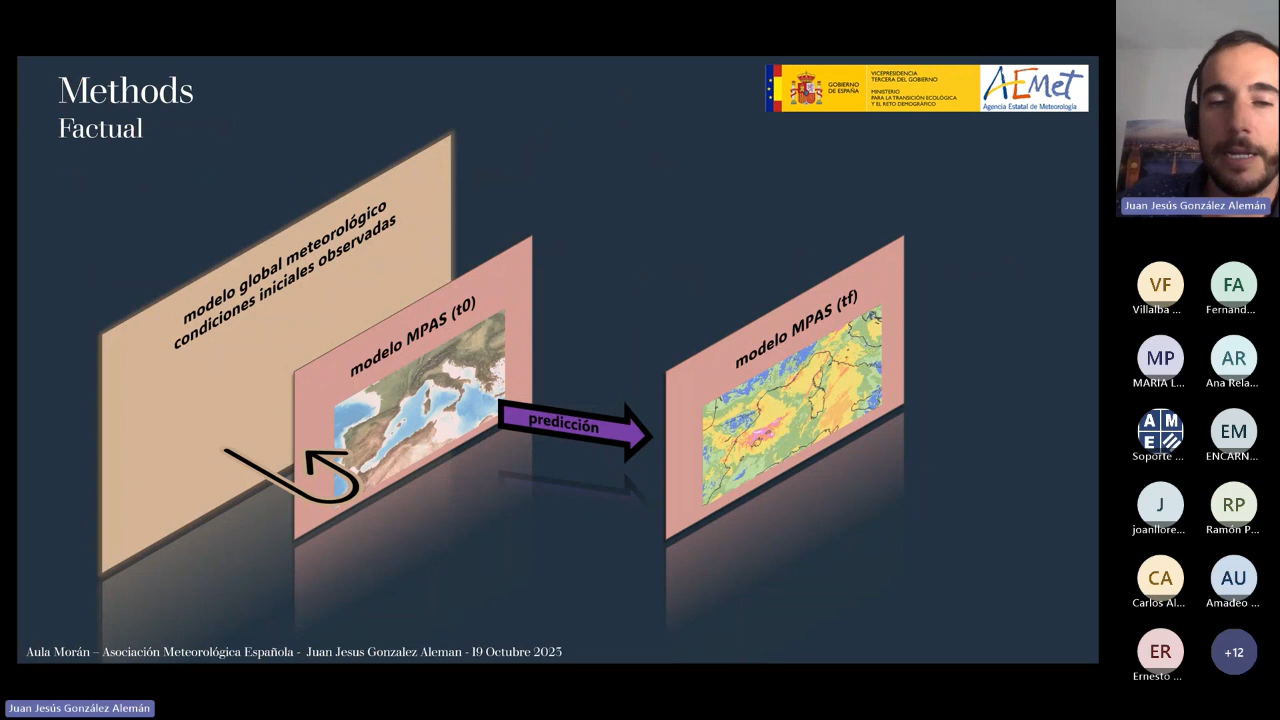 Methods
Factual
GOBIERNO
DE ESPAÑA
VICEPRESIDENCIA
TERCERA DEL GOBIERNO
MINISTERIO
PARA LA TRANSICIÓN ECOLÓGICA
Y EL RETO DEMOGRÁFICO
AEMet
Agencia Estatal de Meteorología
modelo global meteorológico
condiciones iniciales observadas
modelo MPAS (t0)
predicción
modelo MPAS (tf)
Aula Morán – Asociación Meteorológica Española - Juan Jesus Gonzalez Aleman - 19 Octubre 2023
Juan Jesús González Alemán
Juan Jesús González Alemán
VF
Villalba ...
FA
Fernand...
MP
MARIA L...
AR
Ana Rela...
A M
E
Soporte ...
EM
ENCARN...
J
joanllore...
RP
Ramón P...
CA
Carlos Al...
AU
Amadeo ...
ER
Ernesto ...
+12